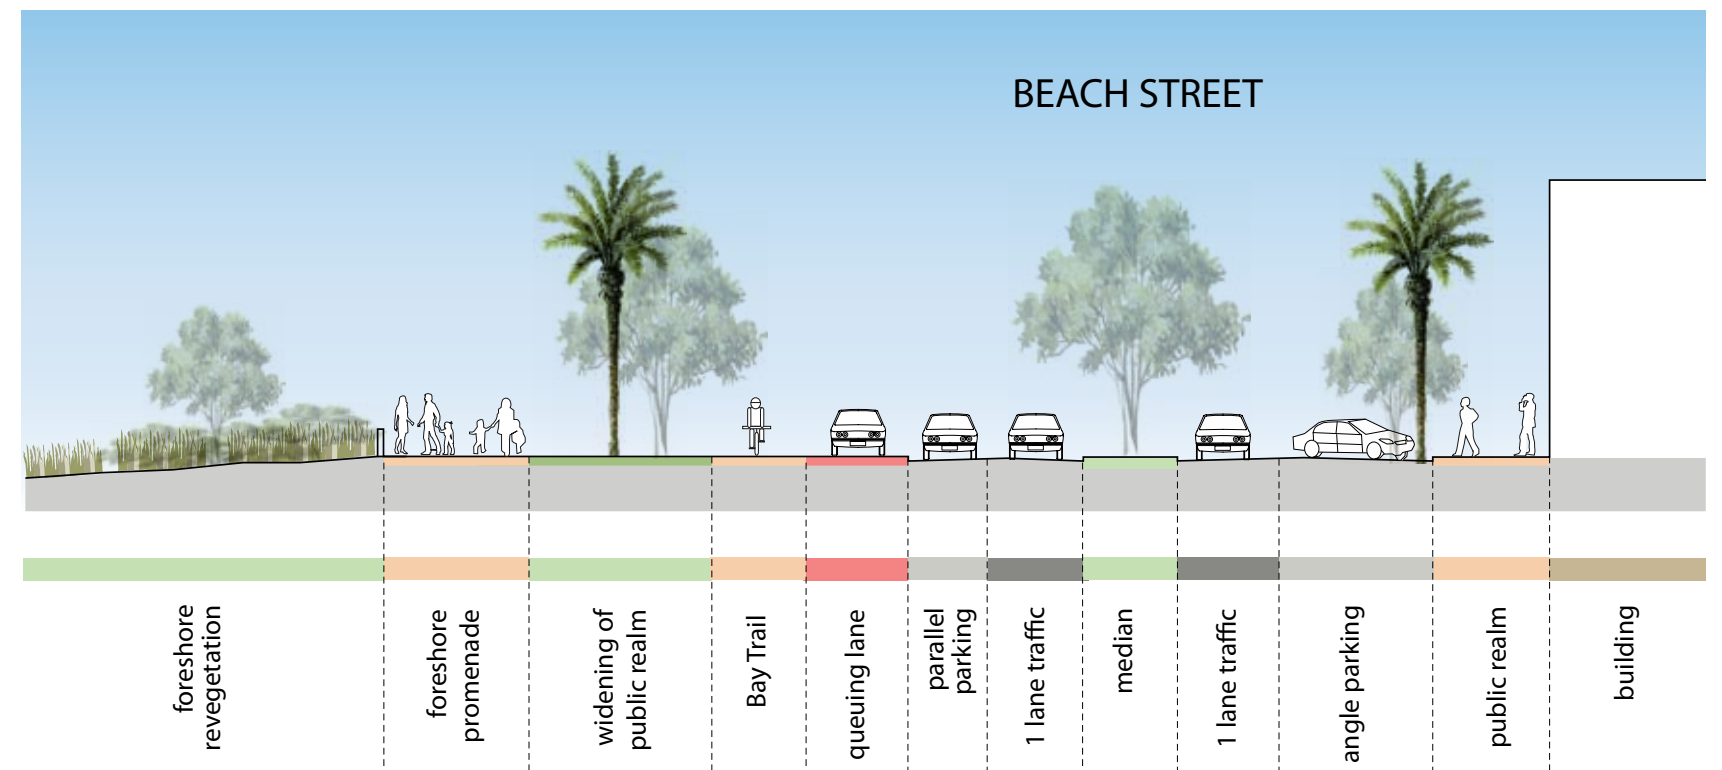 BEACH STREET
foreshore
revegetation
foreshore
promenade
widening of
public realm
Bay Trail
queuing lane
parallel
parking
1 lane traffic
median
1 lane traffic
angle parking
public realm
building